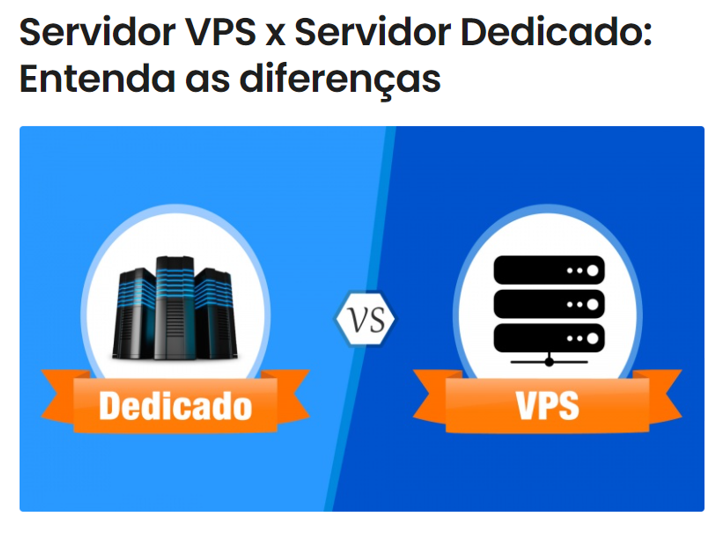 Servidor VPS x Servidor Dedicado:
Entenda as diferenças
VS
Dedicado
VPS